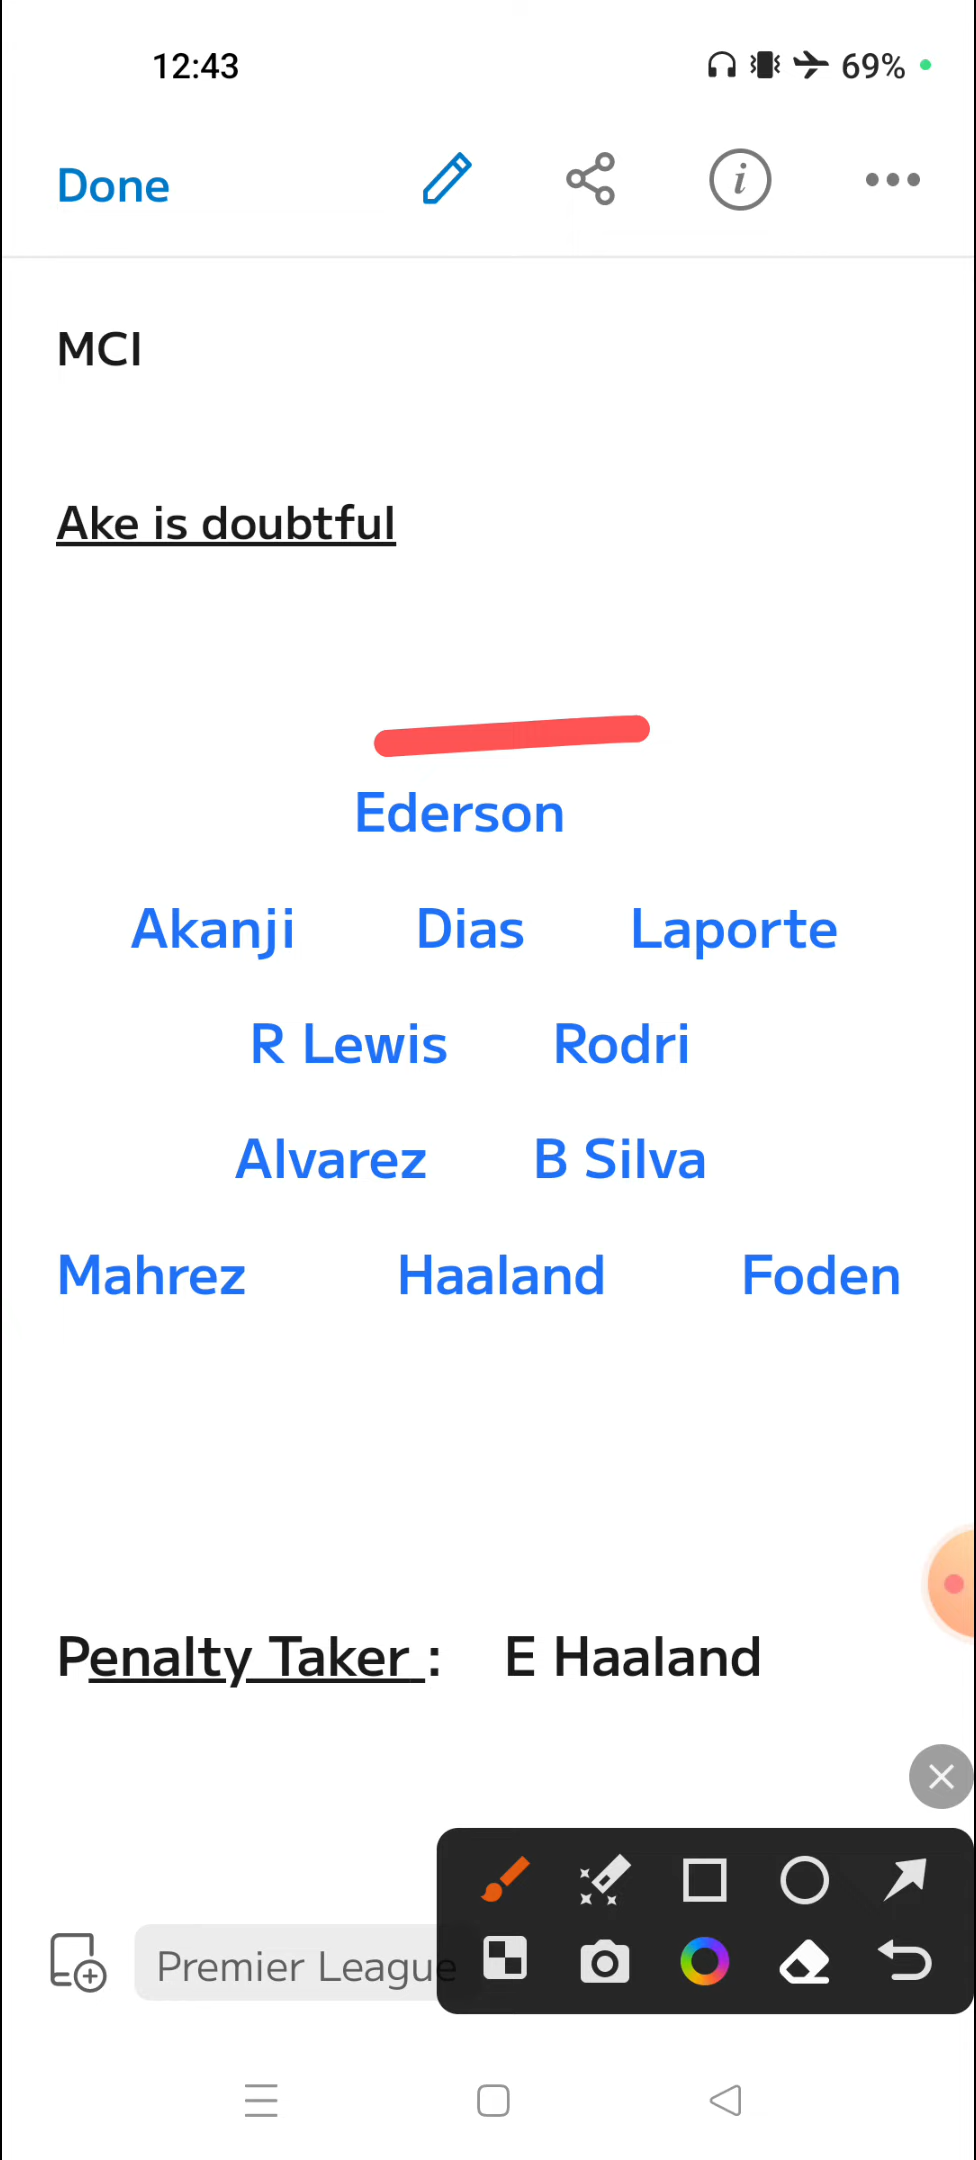 12:43 69%
Done
MCI
Ake is doubtful
Ederson
Akanji Dias Laporte
R Lewis Rodri
Alvarez B Silva
Mahrez Haaland Foden
Penalty Taker : E Haaland
Premier League